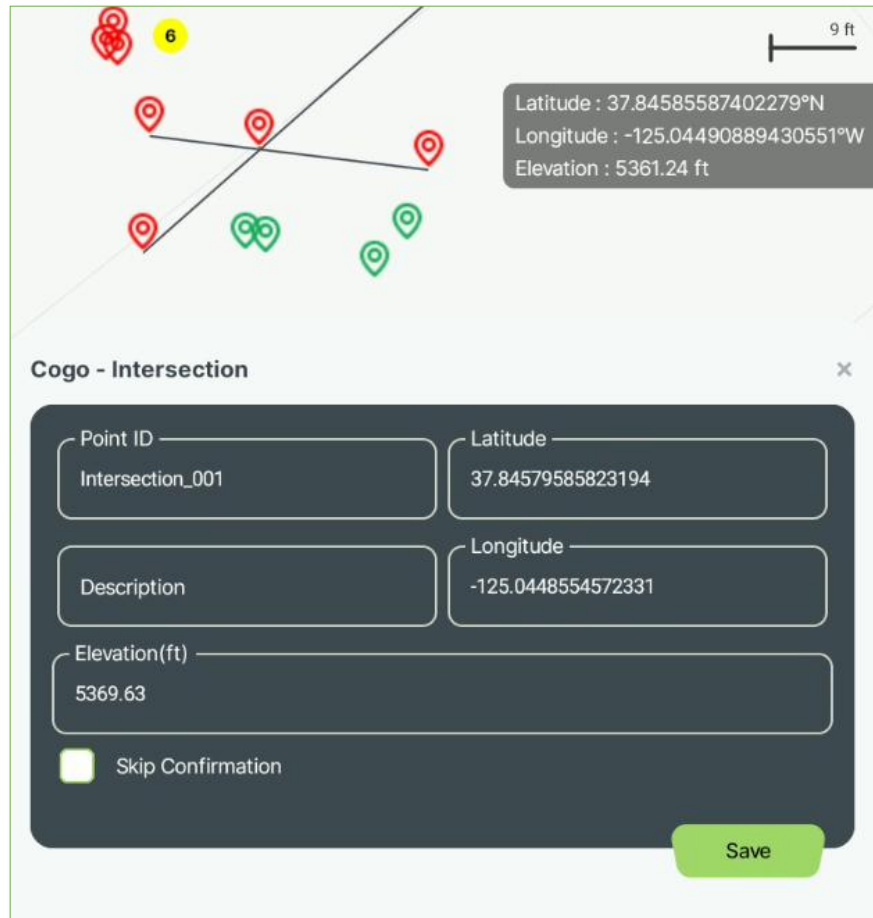 6
9 ft
Latitude : 37.84585587402279°N
Longitude : -125.04490889430551°W
Elevation : 5361.24 ft
Cogo - Intersection
×
Point ID
Latitude
Intersection_001
37.84579585823194
Longitude
Description
-125.0448554572331
Elevation(ft)
5369.63
Skip Confirmation
Save